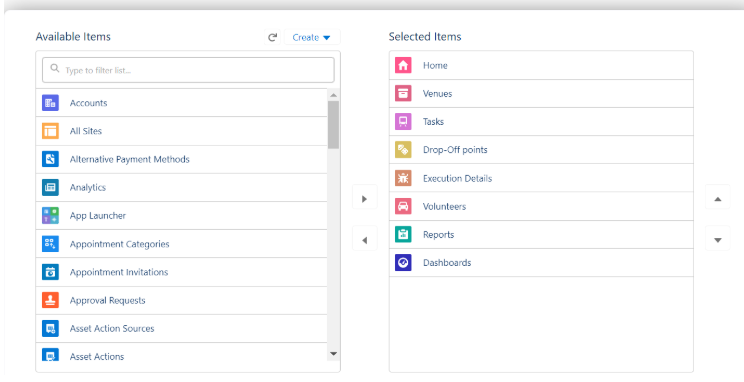 Available Items
Create
Type to filter list...
Accounts
All Sites
Alternative Payment Methods
Analytics
App Launcher
Appointment Categories
Appointment Invitations
Approval Requests
Asset Action Sources
Asset Actions
Selected Items
Home
Venues
Tasks
Drop-Off points
Execution Details
Volunteers
Reports
Dashboards